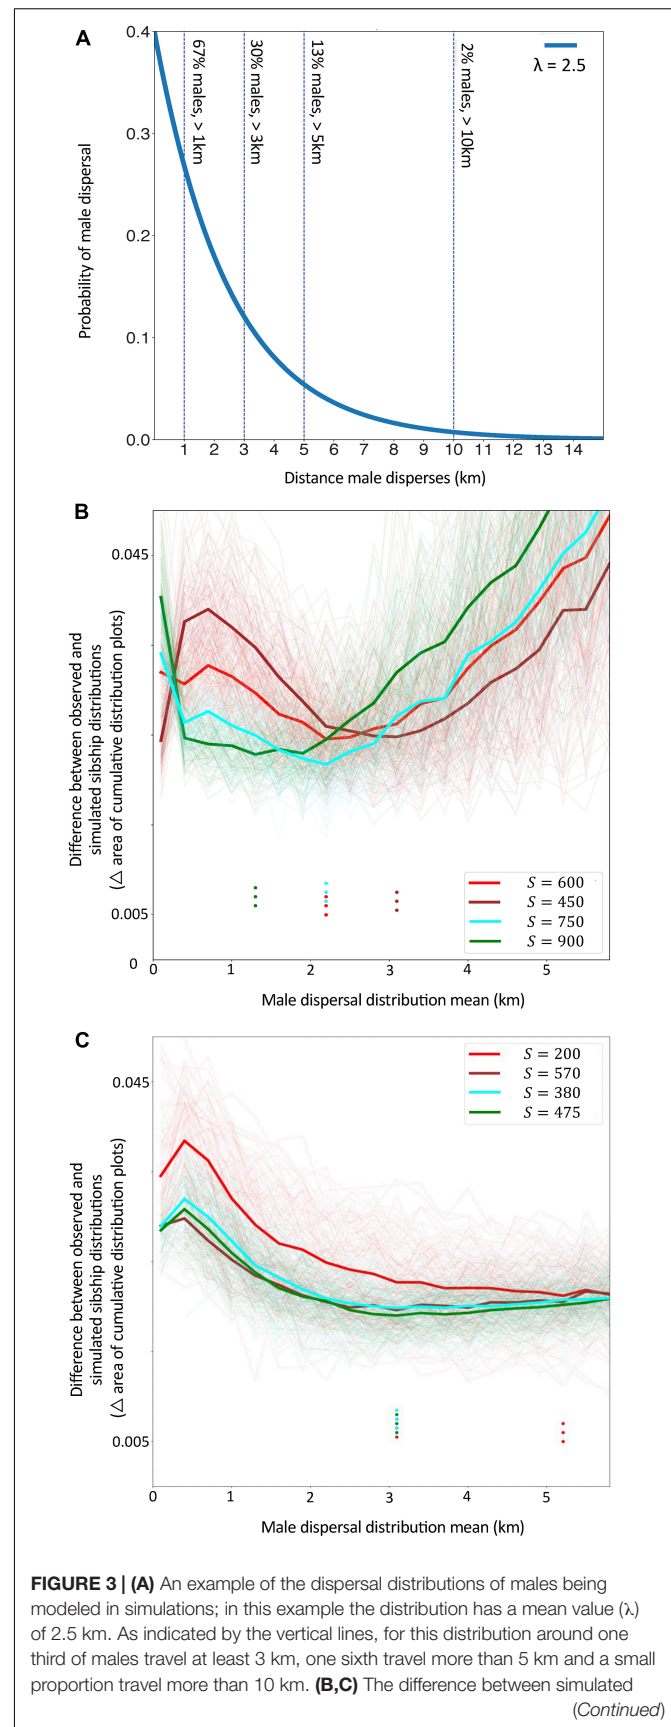 A
0.4
0.3
0.2
0.1
0.0
Probability of male dispersal
67% males, > 1km
30% males, > 3km
13% males, > 5km
2% males, > 10km
λ = 2.5
1 2 3 4 5 6 7 8 9 10 11 12 13 14
Distance male disperses (km)
B
0.045
0.005
0
Difference between observed and
simulated sibship distributions
(△ area of cumulative distribution plots)
S = 600
S = 450
S = 750
S = 900
0 1 2 3 4 5
Male dispersal distribution mean (km)
C
0.045
0.005
Difference between observed and
simulated sibship distributions
(△ area of cumulative distribution plots)
S = 200
S = 570
S = 380
S = 475
0 1 2 3 4 5
Male dispersal distribution mean (km)
FIGURE 3 | (A) An example of the dispersal distributions of males being
modeled in simulations; in this example the distribution has a mean value (λ)
of 2.5 km. As indicated by the vertical lines, for this distribution around one
third of males travel at least 3 km, one sixth travel more than 5 km and a small
proportion travel more than 10 km. (B,C) The difference between simulated
(Continued)